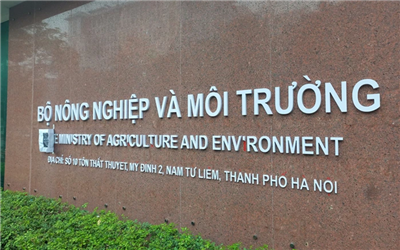 BỘ NÔNG NGHIỆP VÀ MÔI TRƯỜNG
MINISTRY OF AGRICULTURE AND ENVIRONMENT
ĐỊA CHỈ: SỐ 10 TÔN THẤT THUYẾT, MỸ ĐÌNH 2, NAM TỪ LIÊM, THÀNH PHỐ HÀ NỘI